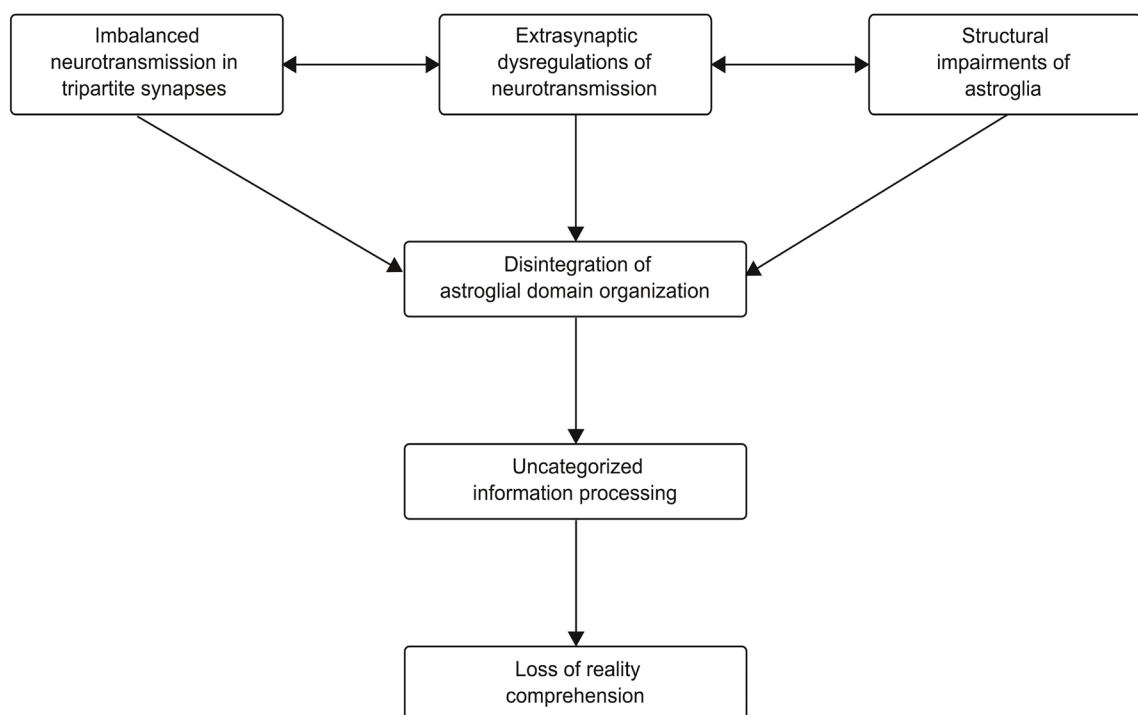 Imbalanced
neurotransmission in
tripartite synapses
Extrasynaptic
dysregulations of
neurotransmission
Structural
impairments of
astroglia
Disintegration of
astroglial domain organization
Uncategorized
information processing
Loss of reality
comprehension